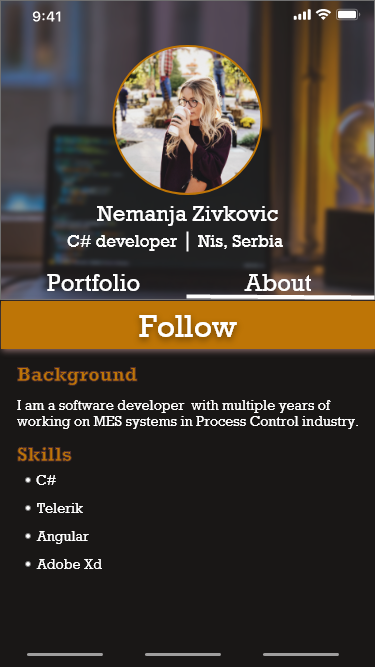 9:41
Nemanja Zivkovic
C# developer | Nis, Serbia
Portfolio About
Follow
Background
I am a software developer with multiple years of
working on MES systems in Process Control industry.
Skills
• C#
• Telerik
• Angular
• Adobe Xd